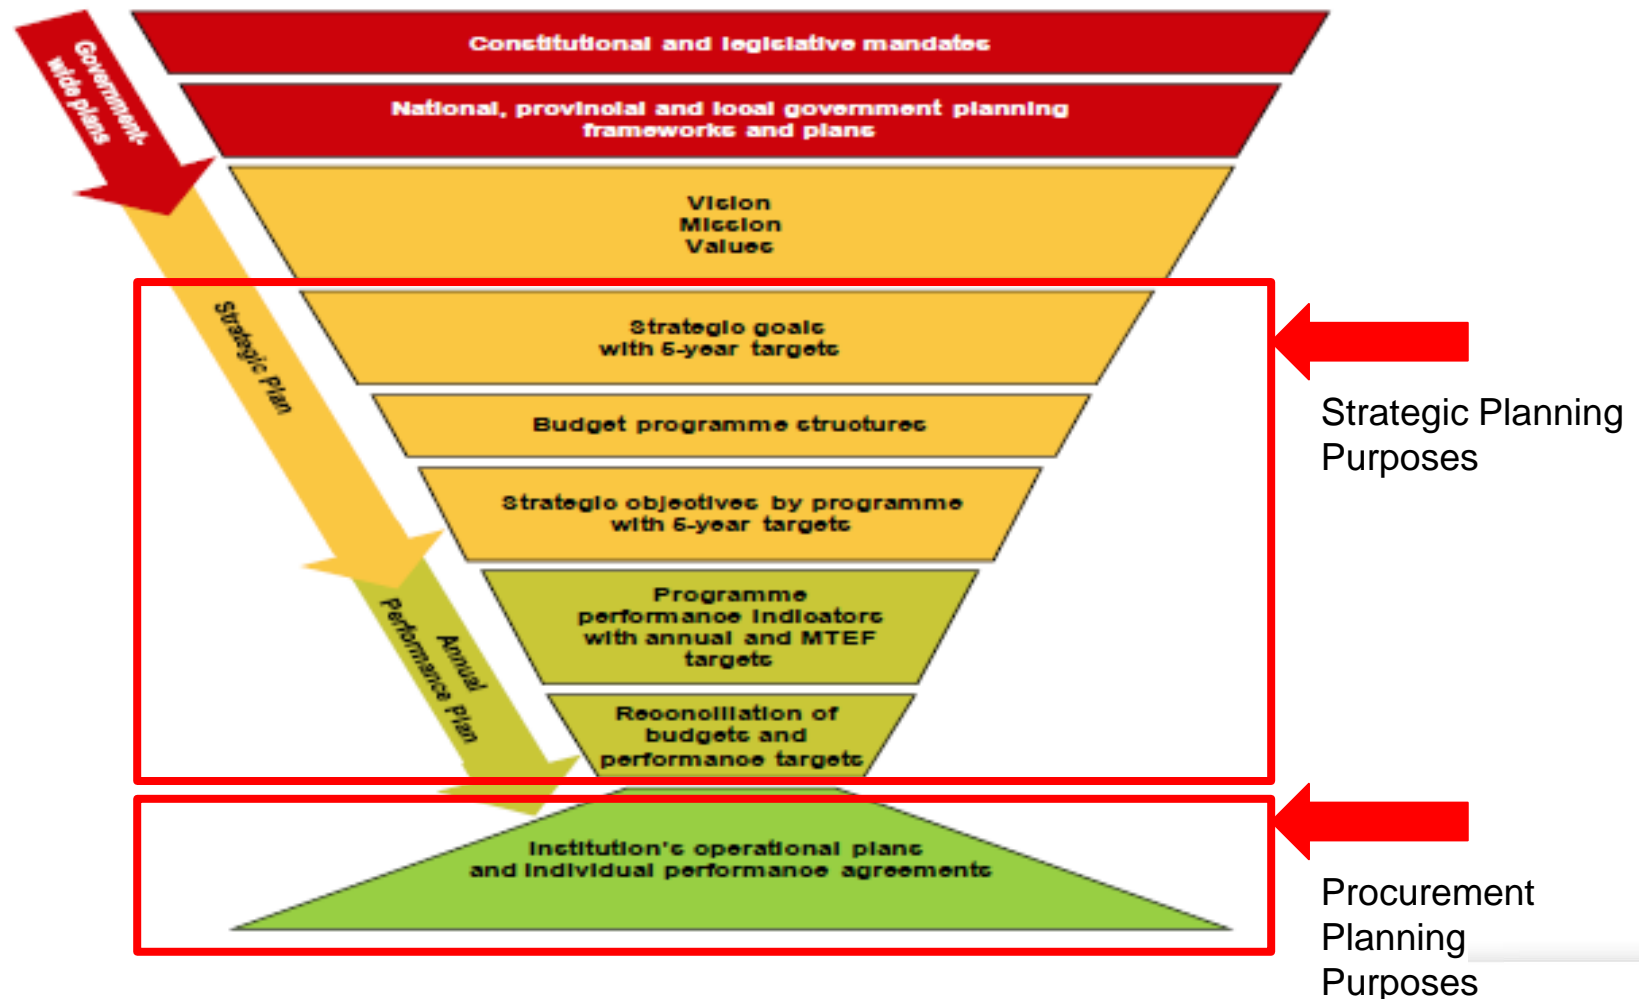 Government-
wide plans
Constitutional and legislative mandates
National, provincial and local government planning
frameworks and plans
Vision
Mission
Values
Strategic Plan
Strategic goals
with 5-year targets
Strategic Planning
Purposes
Budget programme structures
Strategic objectives by programme
with 5-year targets
Annual
Performance Plan
Programme
performance indicators
with annual and MTEF
targets
Reconciliation of
budgets and
performance targets
Institution's operational plans
and individual performance agreements
Procurement
Planning
Purposes